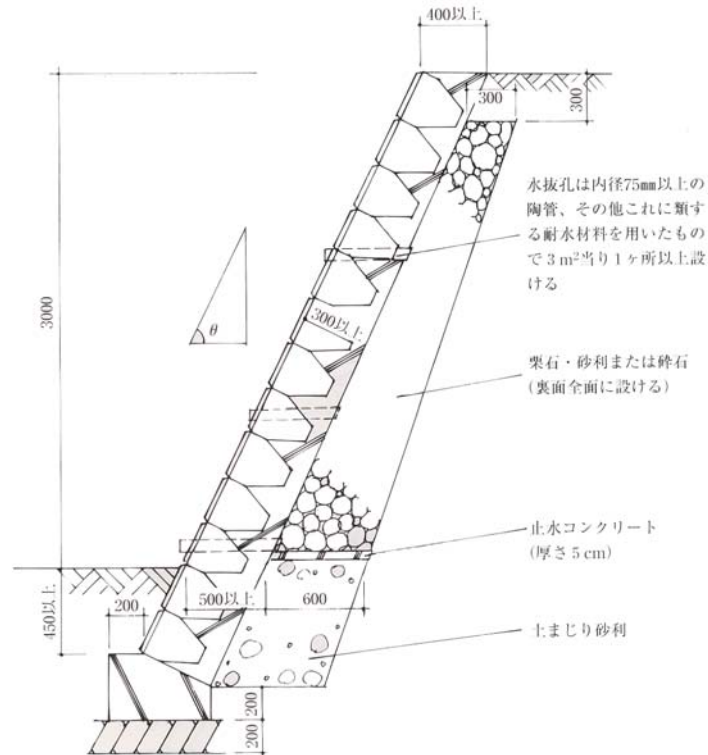 400以上
300
300
水抜孔は内径75㎜以上の
陶管、その他これに類す
る耐水材料を用いたもの
で3m²当り1ヶ所以上設
ける
3000
θ
300以上
栗石・砂利または砕石
(裏面全面に設ける)
止水コンクリート
(厚さ5cm)
450以上
200
500以上
600
土まじり砂利
200
200